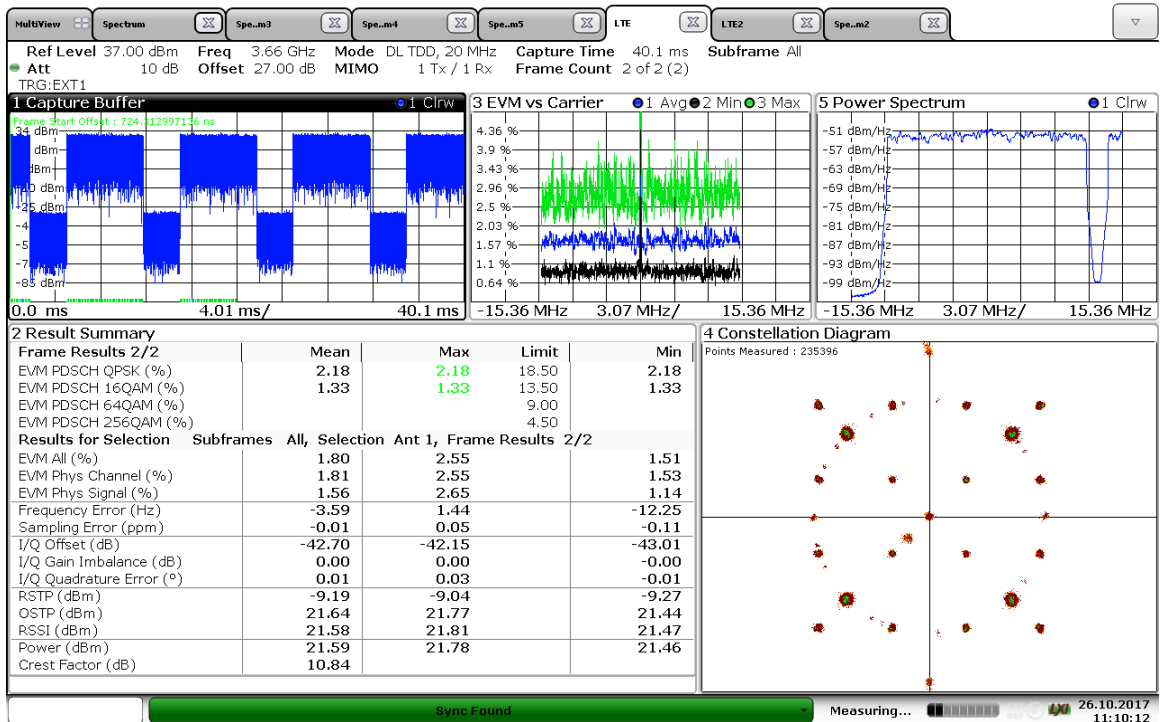 MultiView Spectrum Spe..m3 Spe..m4 Spe..m5 LTE LTE2 Spe..m2
Ref Level 37.00 dBm Freq 3.66 GHz Mode DL TDD, 20 MHz Capture Time 40.1 ms Subframe All
Att 10 dB Offset 27.00 dB MIMO 1 Tx / 1 Rx Frame Count 2 of 2 (2)
TRG:EXT1
1 Capture Buffer 1 Clrw
Frame Start Offset : 724.312997136 ns
34 dBm
dBm
dBm
dBm
-25 dBm
-85 dBm
0.0 ms 4.01 ms/ 40.1 ms
3 EVM vs Carrier 1 Avg 2 Min 3 Max
4.36 %
3.9 %
3.43 %
2.96 %
2.5 %
2.03 %
1.57 %
1.1 %
0.64 %
-15.36 MHz 3.07 MHz/ 15.36 MHz
5 Power Spectrum 1 Clrw
-51 dBm/Hz
-57 dBm/Hz
-63 dBm/Hz
-69 dBm/Hz
-75 dBm/Hz
-81 dBm/Hz
-87 dBm/Hz
-93 dBm/Hz
-99 dBm/Hz
-15.36 MHz 3.07 MHz/ 15.36 MHz
2 Result Summary
Frame Results 2/2 Mean Max Limit Min
EVM PDSCH QPSK (%) 2.18 2.18 18.50 2.18
EVM PDSCH 16QAM (%) 1.33 1.33 13.50 1.33
EVM PDSCH 64QAM (%) 9.00
EVM PDSCH 256QAM (%) 4.50
Results for Selection Subframes All, Selection Ant 1, Frame Results 2/2
EVM All (%) 1.80 2.55 1.51
EVM Phys Channel (%) 1.81 2.55 1.53
EVM Phys Signal (%) 1.56 2.65 1.14
Frequency Error (Hz) -3.59 1.44 -12.25
Sampling Error (ppm) -0.01 0.05 -0.11
I/Q Offset (dB) -42.70 -42.15 -43.01
I/Q Gain Imbalance (dB) 0.00 0.00 -0.00
I/Q Quadrature Error (°) 0.01 0.03 -0.01
RSTP (dBm) -9.19 -9.04 -9.27
OSTP (dBm) 21.64 21.77 21.44
RSSI (dBm) 21.58 21.81 21.47
Power (dBm) 21.59 21.78 21.46
Crest Factor (dB) 10.84
4 Constellation Diagram
Points Measured : 235396
Sync Found
Measuring...
REF
LXI
26.10.2017
11:10:12